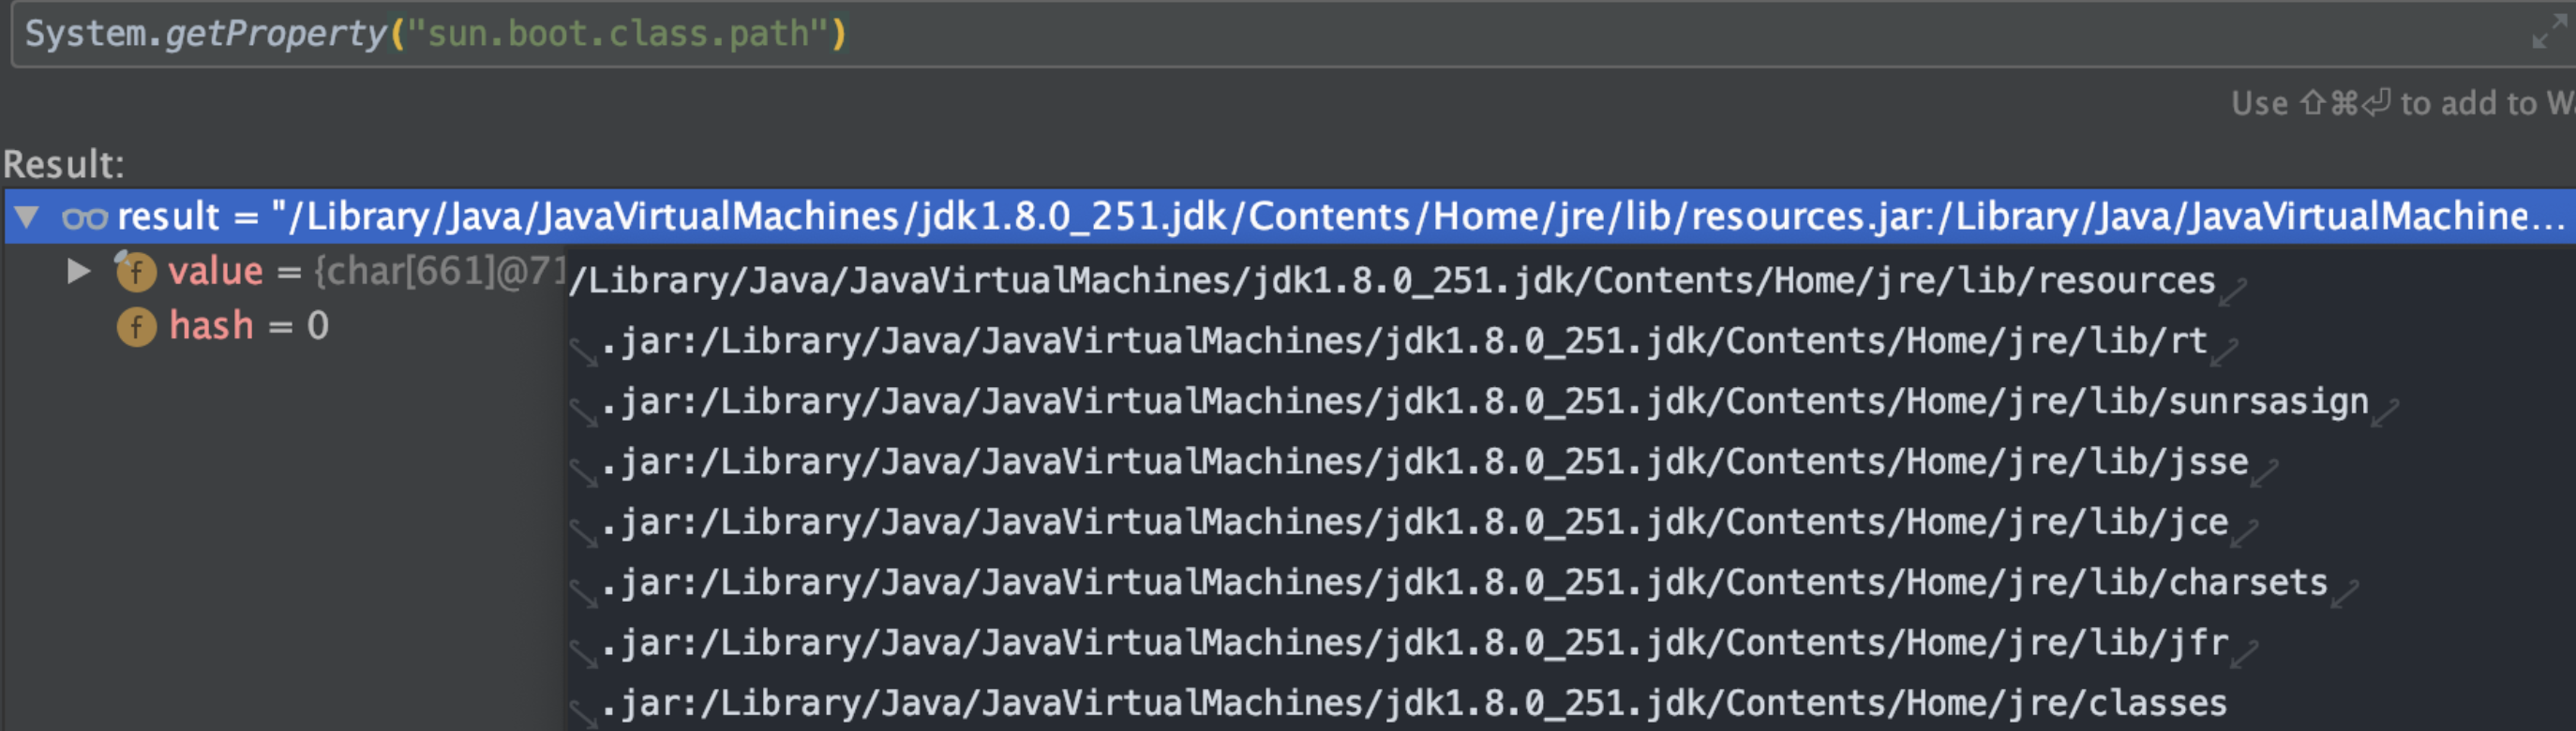 System.getProperty("sun.boot.class.path")
Use ⇧⌘⏎ to add to W
Result:
result = "/Library/Java/JavaVirtualMachines/jdk1.8.0_251.jdk/Contents/Home/jre/lib/resources.jar:/Library/Java/JavaVirtualMachine...
value = {char[661]@71
hash = 0
/Library/Java/JavaVirtualMachines/jdk1.8.0_251.jdk/Contents/Home/jre/lib/resources
.jar:/Library/Java/JavaVirtualMachines/jdk1.8.0_251.jdk/Contents/Home/jre/lib/rt
.jar:/Library/Java/JavaVirtualMachines/jdk1.8.0_251.jdk/Contents/Home/jre/lib/sunrsasign
.jar:/Library/Java/JavaVirtualMachines/jdk1.8.0_251.jdk/Contents/Home/jre/lib/jsse
.jar:/Library/Java/JavaVirtualMachines/jdk1.8.0_251.jdk/Contents/Home/jre/lib/jce
.jar:/Library/Java/JavaVirtualMachines/jdk1.8.0_251.jdk/Contents/Home/jre/lib/charsets
.jar:/Library/Java/JavaVirtualMachines/jdk1.8.0_251.jdk/Contents/Home/jre/lib/jfr
.jar:/Library/Java/JavaVirtualMachines/jdk1.8.0_251.jdk/Contents/Home/jre/classes